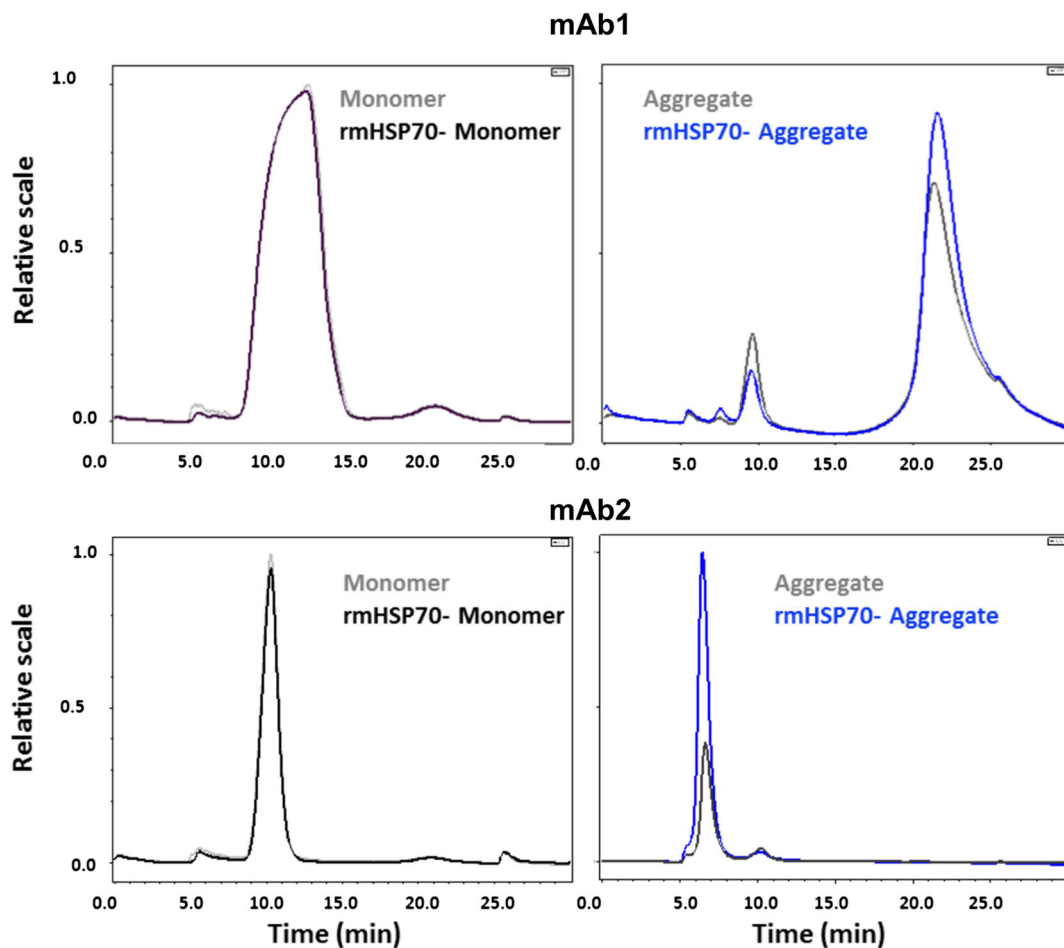 mAb1
Relative scale
1.0
0.5
0.0
Monomer
rmHSP70- Monomer
0.0 5.0 10.0 15.0 20.0 25.0
Aggregate
rmHSP70- Aggregate
0.0 5.0 10.0 15.0 20.0 25.0
mAb2
Relative scale
1.0
0.5
0.0
Monomer
rmHSP70- Monomer
0.0 5.0 10.0 15.0 20.0 25.0
Time (min)
Aggregate
rmHSP70- Aggregate
0.0 5.0 10.0 15.0 20.0 25.0
Time (min)